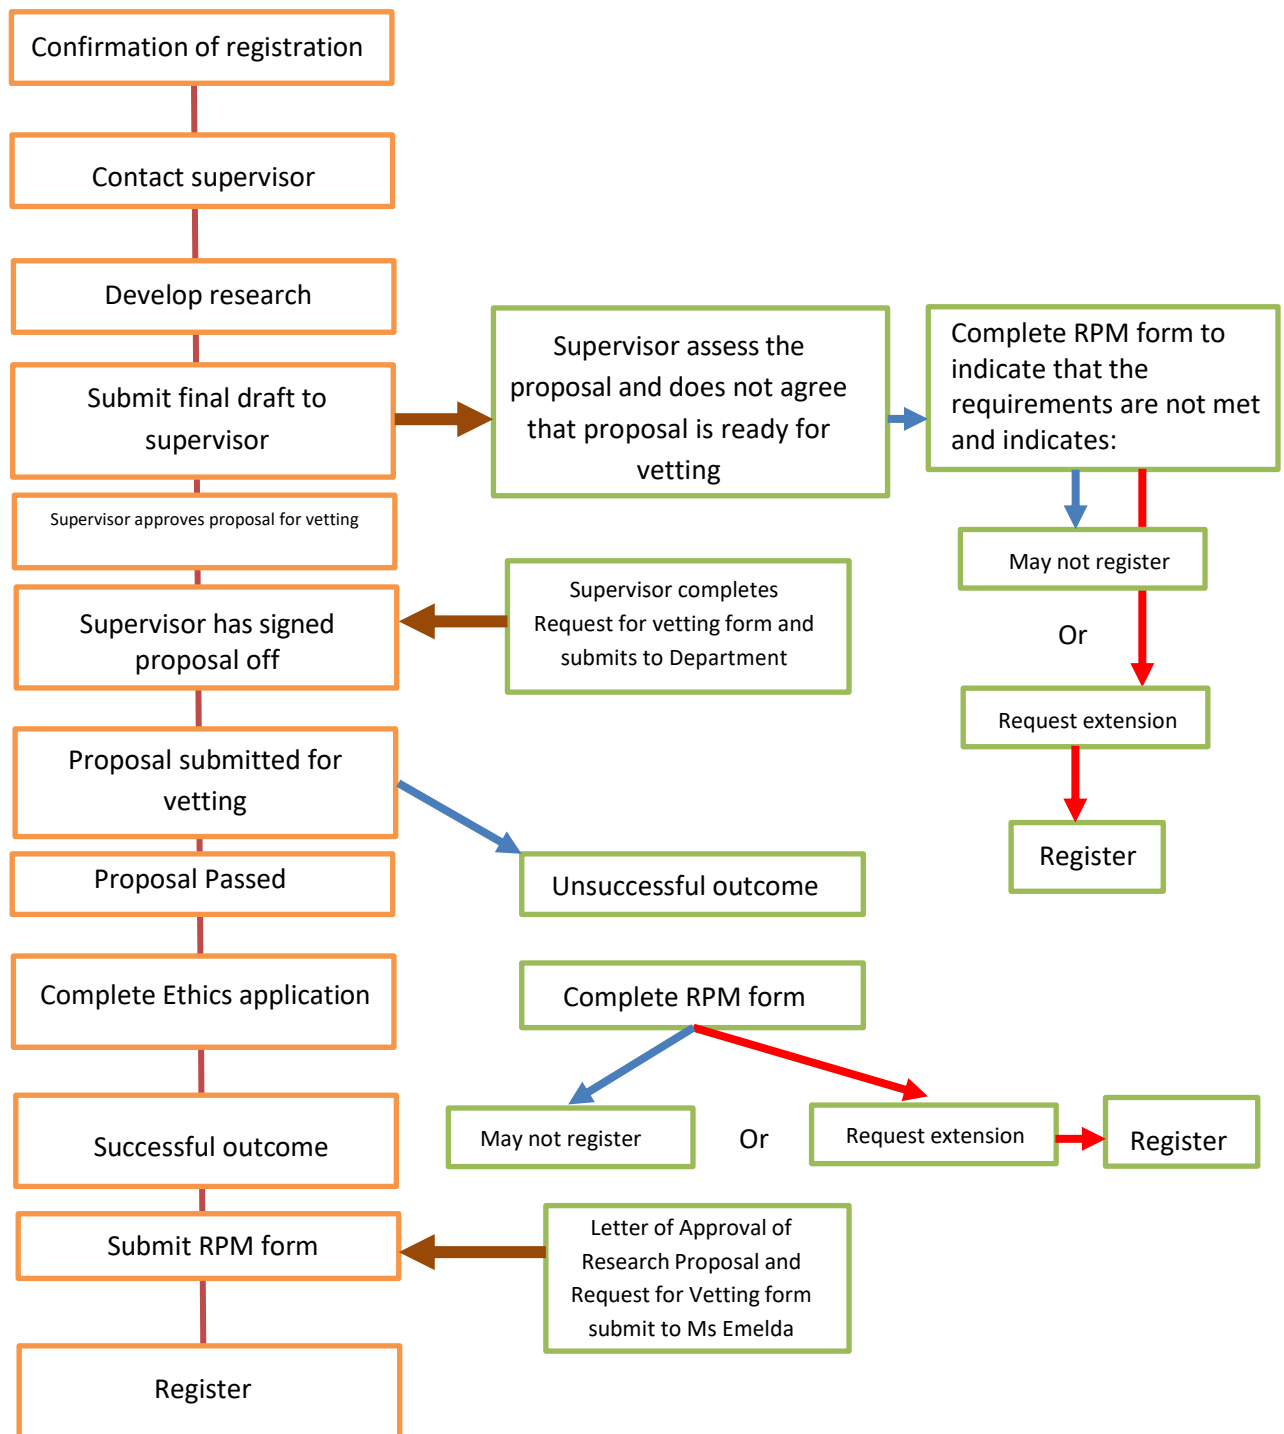 Confirmation of registration
Contact supervisor
Develop research
Submit final draft to
supervisor
Supervisor assess the
proposal and does not agree
that proposal is ready for
vetting
Complete RPM form to
indicate that the
requirements are not met
and indicates:
Supervisor approves proposal for vetting
May not register
Or
Request extension
Register
Supervisor has signed
proposal off
Supervisor completes
Request for vetting form and
submits to Department
Proposal submitted for
vetting
Proposal Passed
Unsuccessful outcome
Complete Ethics application
Complete RPM form
May not register
Or
Request extension
Register
Successful outcome
Submit RPM form
Letter of Approval of
Research Proposal and
Request for Vetting form
submit to Ms Emelda
Register